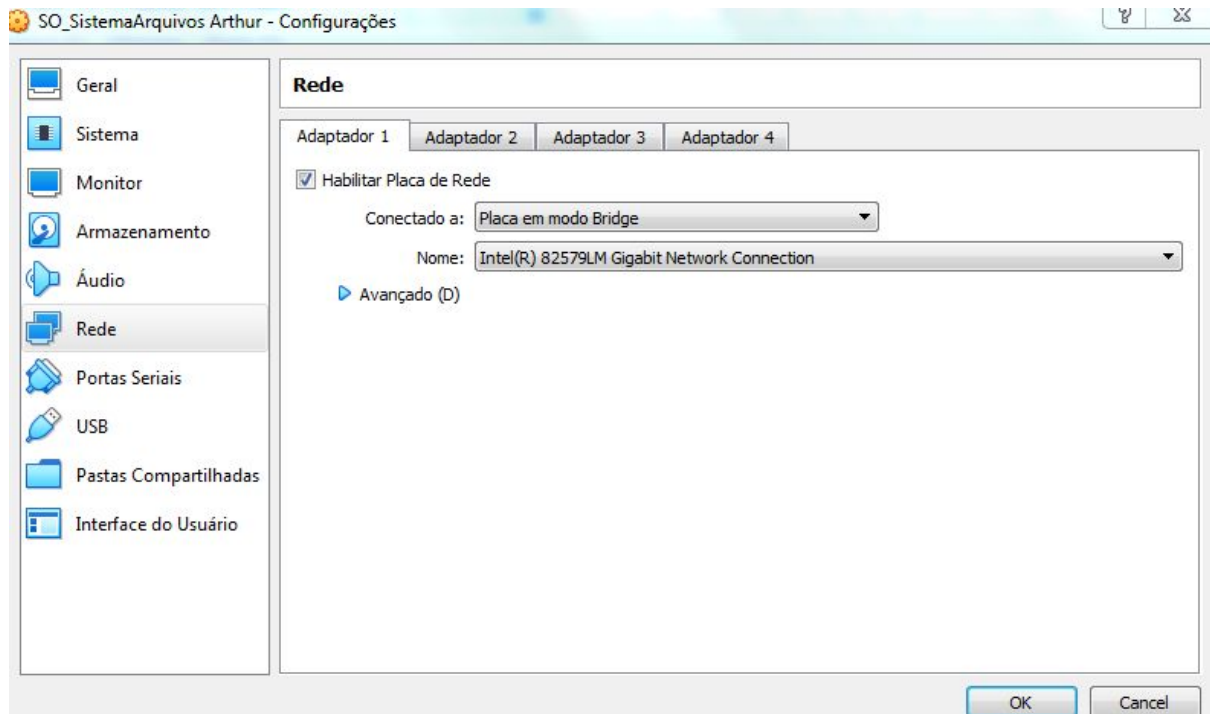 SO_SistemaArquivos Arthur - Configurações
?
Geral
Sistema
Monitor
Armazenamento
Áudio
Rede
Portas Seriais
USB
Pastas Compartilhadas
Interface do Usuário
Rede
Adaptador 1 Adaptador 2 Adaptador 3 Adaptador 4
Habilitar Placa de Rede
Conectado a: Placa em modo Bridge
Nome: Intel(R) 82579LM Gigabit Network Connection
Avançado (D)
OK Cancel